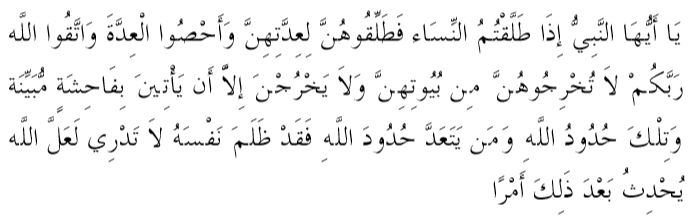 يَا أَيُّهَا النَّبِيُّ إِذَا طَلَّقْتُمُ النِّسَاء فَطَلِّقُوهُنَّ لِعِدَّتِهِنَّ وَأَحْصُوا الْعِدَّةَ وَاتَّقُوا اللَّه
رَبَّكُمْ لاَ تُخْرِجُوهُنَّ مِن بُيُوتِهِنَّ وَلاَ يَخْرُجْنَ إِلاَّ أَن يَأْتِينَ بِفَاحِشَةٍ مُّبَيِّنَة
وَتِلْكَ حُدُودُ اللَّهِ وَمَن يَتَعَدَّ حُدُودَ اللَّهِ فَقَدْ ظَلَمَ نَفْسَهُ لاَ تَدْرِي لَعَلَّ اللَّه
يُحْدِثُ بَعْدَ ذَلِكَ أَمْرًا